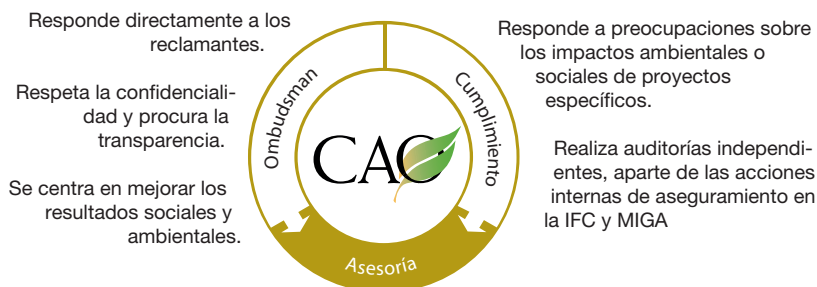 Responde directamente a los
reclamantes.
Respeta la confidenciali-
dad y procura la
transparencia.
Se centra en mejorar los
resultados sociales y
ambientales.
Ombudsman
CAO
Cumplimiento
Asesoría
Responde a preocupaciones sobre
los impactos ambientales o
sociales de proyectos
específicos.
Realiza auditorías independi-
entes, aparte de las acciones
internas de aseguramiento en
la IFC y MIGA